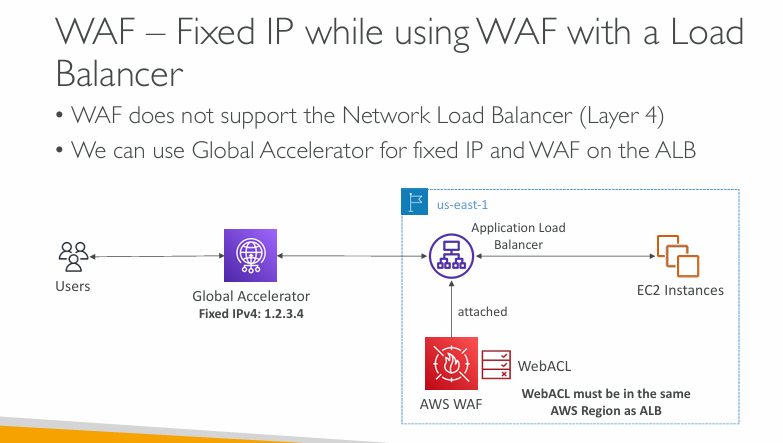 WAF – Fixed IP while using WAF with a Load
Balancer
• WAF does not support the Network Load Balancer (Layer 4)
• We can use Global Accelerator for fixed IP and WAF on the ALB
us-east-1
Application Load
Balancer
Users
Global Accelerator
Fixed IPv4: 1.2.3.4
EC2 Instances
attached
WebACL
AWS WAF
WebACL must be in the same
AWS Region as ALB